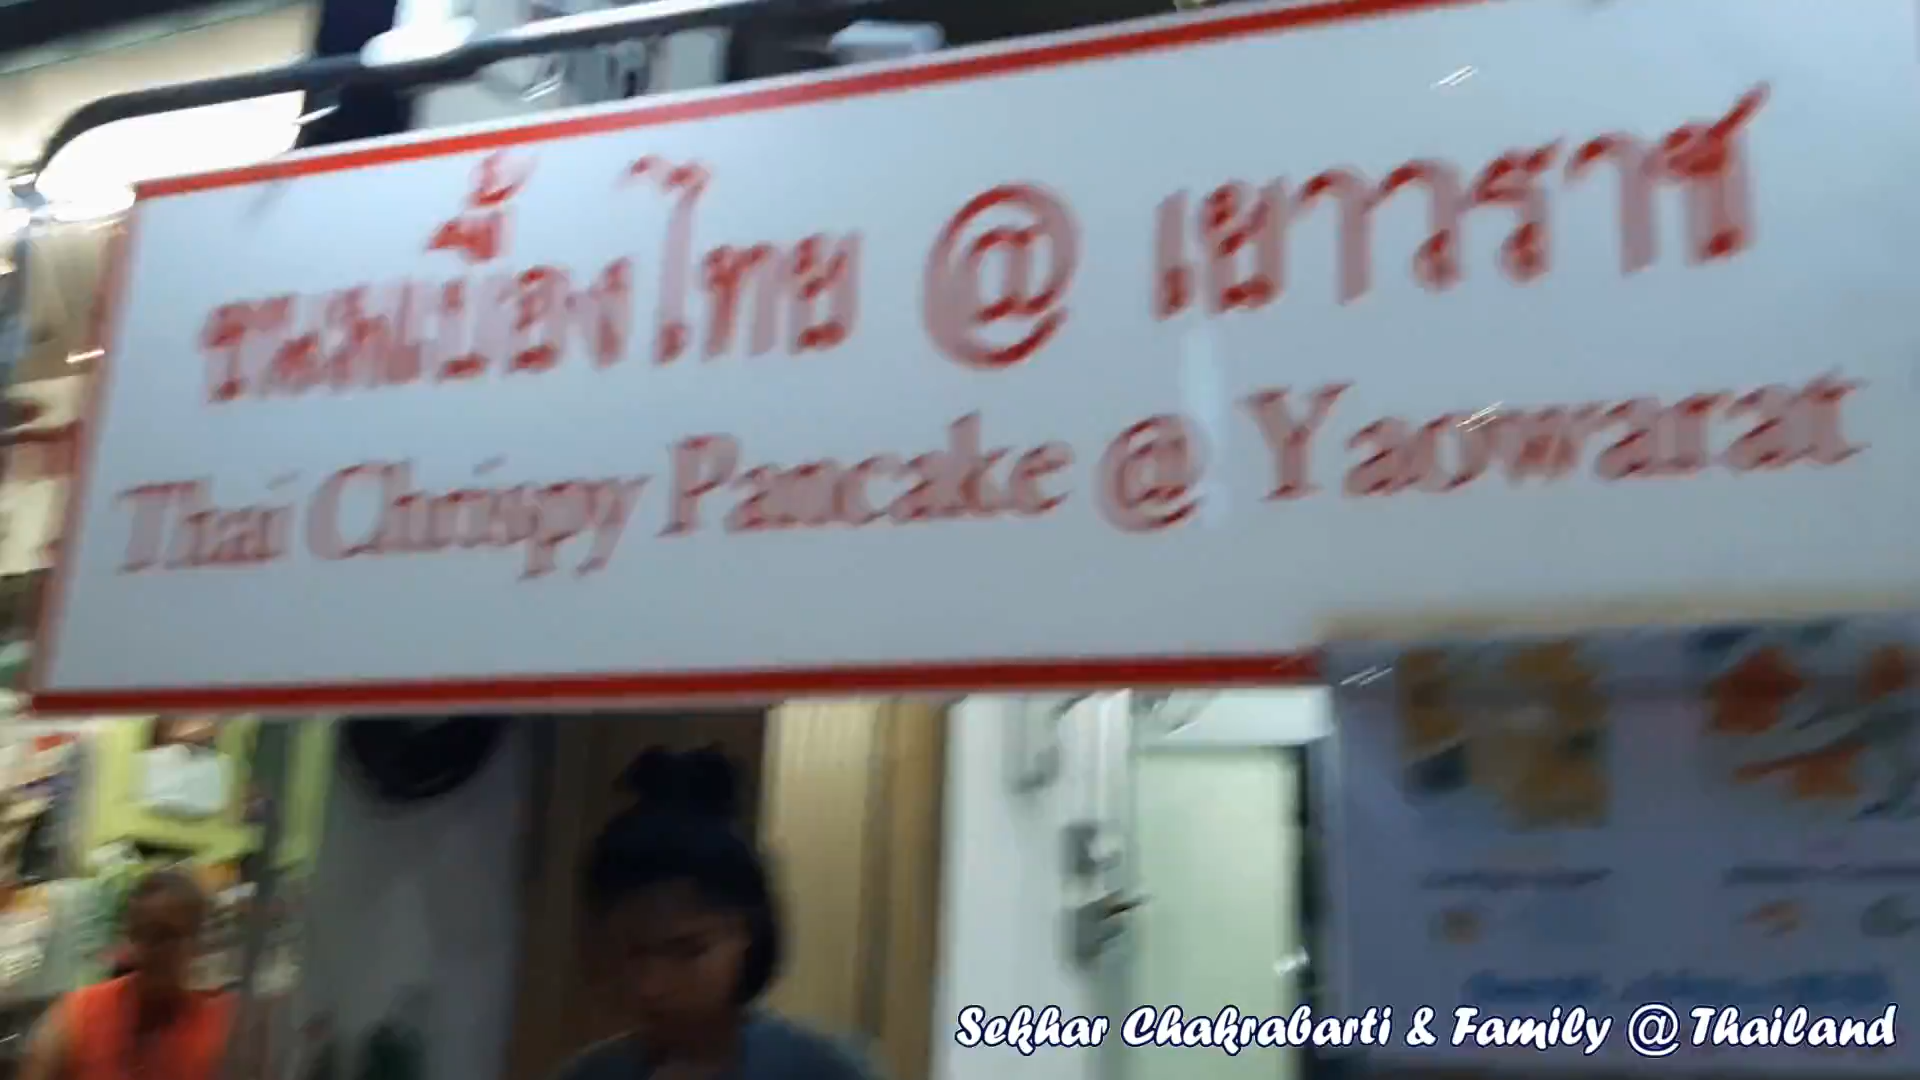 ขนมเบื้องไทย @ เยาวราช
Thai Chrispy Pancake @ Yaowarat
Sekhar Chakrabarti & Family @ Thailand